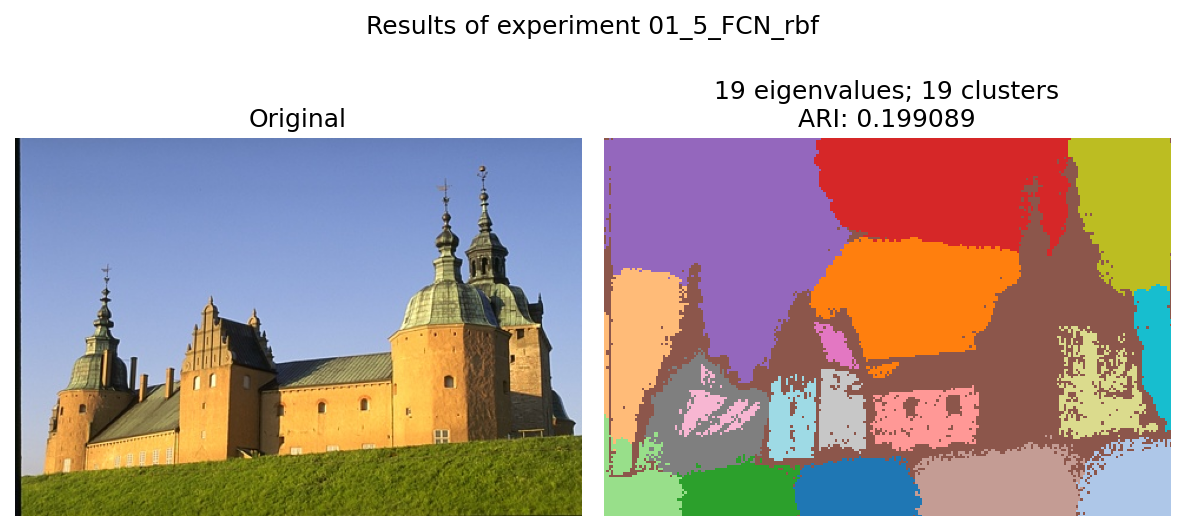 Results of experiment 01_5_FCN_rbf
Original
19 eigenvalues; 19 clusters
ARI: 0.199089